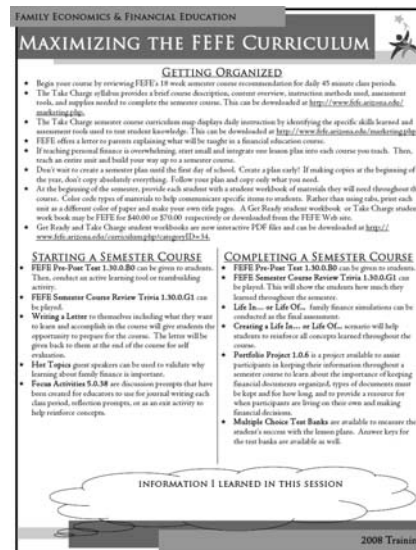 FAMILY ECONOMICS & FINANCIAL EDUCATION
MAXIMIZING THE FEFE CURRICULUM
GETTING ORGANIZED
Begin your course by reviewing FEFE's 18 week semester course recommendation for daily 45 minute class periods.
The Take Charge syllabus provides a brief course description, content overview, instruction methods used, assessment
tools, and supplies needed to complete the semester course. This can be downloaded at http://www.fefe.arizona.edu/
marketing.php.
The Take Charge semester course curriculum map displays daily instruction by identifying the specific skills learned and
assessment tools used to test student knowledge. This can be downloaded at http://www.fefe.arizona.edu/marketing.php
FEFE offers a letter to parents explaining what will be taught in a financial education course.
If teaching personal finance is overwhelming, start small and integrate one lesson plan into each course you teach. Then,
teach an entire unit and build your way up to a semester course.
Don't wait to create a semester plan until the first day of school. Create a plan early! If making copies at the beginning of
the year, don't copy absolutely everything. Follow your plan and copy only what you need.
At the beginning of the semester, provide each student with a student workbook of materials they will need throughout the
course. Color code types of materials to help communicate specific items to students. Rather than using tabs, print each
unit as a different color of paper and make your own title pages. A Get Ready student workbook or Take Charge student
work book may be FEFE for $40.00 or $70.00 respectively or downloaded from the FEFE Web site.
Get Ready and Take Charge student workbooks are now interactive PDF files and can be downloaded at http://
www.fefe.arizona.edu/curriculum.php?categoryID=34.
STARTING A SEMESTER COURSE
FEFE Pre-Post Test 1.30.0.B0 can be given to students.
Then, conduct an active learning tool or teambuilding
activity.
FEFE Semester Course Review Trivia 1.30.0.G1 can
be played.
Writing a Letter to themselves including what they want
to learn and accomplish in the course will give students the
opportunity to prepare for the course. The letter will be
given back to them at the end of the course for self
evaluation.
Hot Topics guest speakers can be used to validate why
learning about family finance is important.
Focus Activities 5.0.38 are discussion prompts that have
been created for educators to use for journal writing each
class period, reflection prompts, or as an exit activity to
help reinforce concepts.
COMPLETING A SEMESTER COURSE
FEFE Pre-Post Test 1.30.0.B0 can be given to students.
FEFE Semester Course Review Trivia 1.30.0.G1 can
be played. This will show the students how much they
learned throughout the semester.
Life In... or Life Of... family finance simulations can be
conducted as the final assessment.
Creating a Life In... or Life Of... scenario will help
students to reinforce all concepts learned throughout the
course.
Portfolio Project 1.0.6 is a project available to assist
participants in keeping their information throughout a
semester course to learn about the importance of keeping
financial documents organized, types of documents must
be kept and for how long, and to provide a resource for
when participants are living on their own and making
financial decisions.
Multiple Choice Test Banks are available to measure the
student's success with the lesson plans. Answer keys for
the test banks are available as well.
INFORMATION I LEARNED IN THIS SESSION
2008 Training